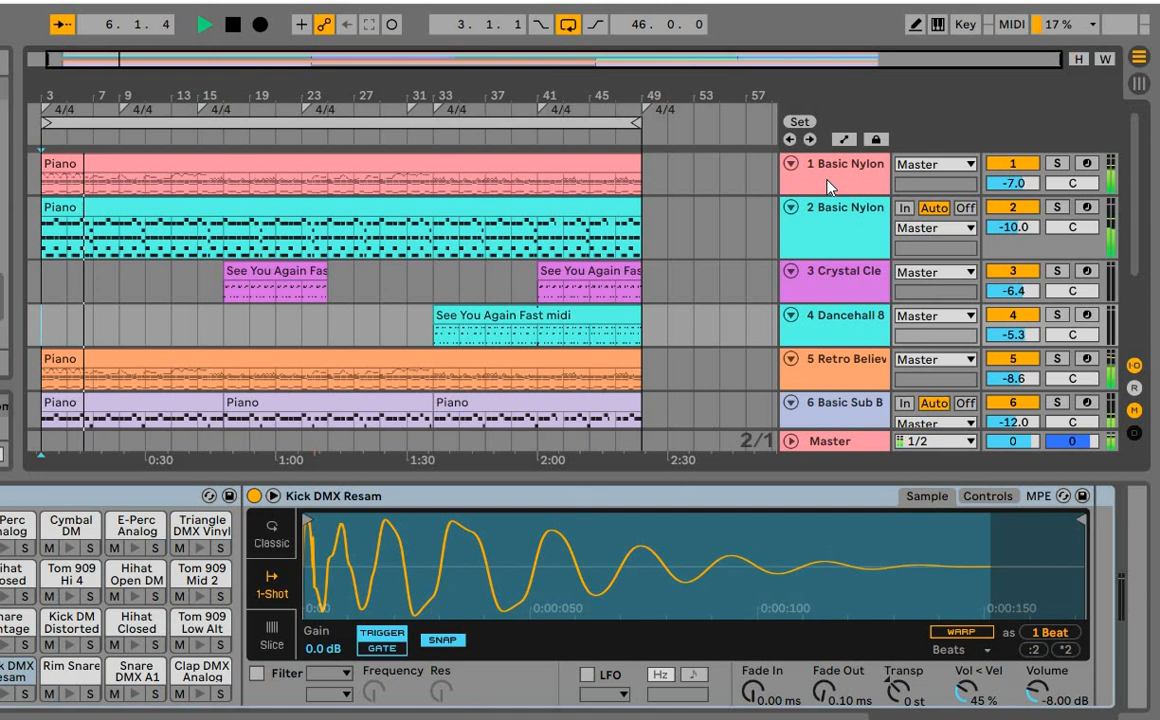 6. 1. 4
3. 1. 1
46. 0. 0
Key
MIDI
17 %
H W
3 7 9 13 15 19 23 27 31 33 37 41 45 49 53 57
4/4 4/4 4/4 4/4 4/4 4/4 4/4
Set
Piano
1 Basic Nylon
Master
1
S
-7.0
C
Piano
2 Basic Nylon
In Auto Off
2
S
Master
-10.0
C
See You Again Fas
See You Again Fas
3 Crystal Cle
Master
3
S
-6.4
C
See You Again Fast midi
4 Dancehall 8
Master
4
S
-5.3
C
Piano
5 Retro Believ
Master
5
S
-8.6
C
Piano Piano Piano
6 Basic Sub B
In Auto Off
6
S
Master
-12.0
C
2/1
Master
1/2
0
0
I·O
R
M
D
0:30 1:00 1:30 2:00 2:30
Kick DMX Resam
Sample
Controls
MPE
Perc
nalog
Cymbal
DM
E-Perc
Analog
Triangle
DMX Vinyl
S M S M S M S
Tom 909
Hi 4
Hihat
Open DM
Tom 909
Mid 2
S M S M S M S
Kick DM
Distorted
Hihat
Closed
Tom 909
Low Alt
S M S M S M S
Rim Snare
Snare
DMX A1
Clap DMX
Analog
S M S M S M S
Classic
1-Shot
Slice
0:00 0:00:050 0:00:100 0:00:150
Gain
0.0 dB
TRIGGER
GATE
SNAP
WARP
as
1 Beat
Beats
:2
*2
Filter
Frequency
Res
LFO
Hz
Fade In
0.00 ms
Fade Out
0.10 ms
Transp
0 st
Vol < Vel
45 %
Volume
-8.00 dB